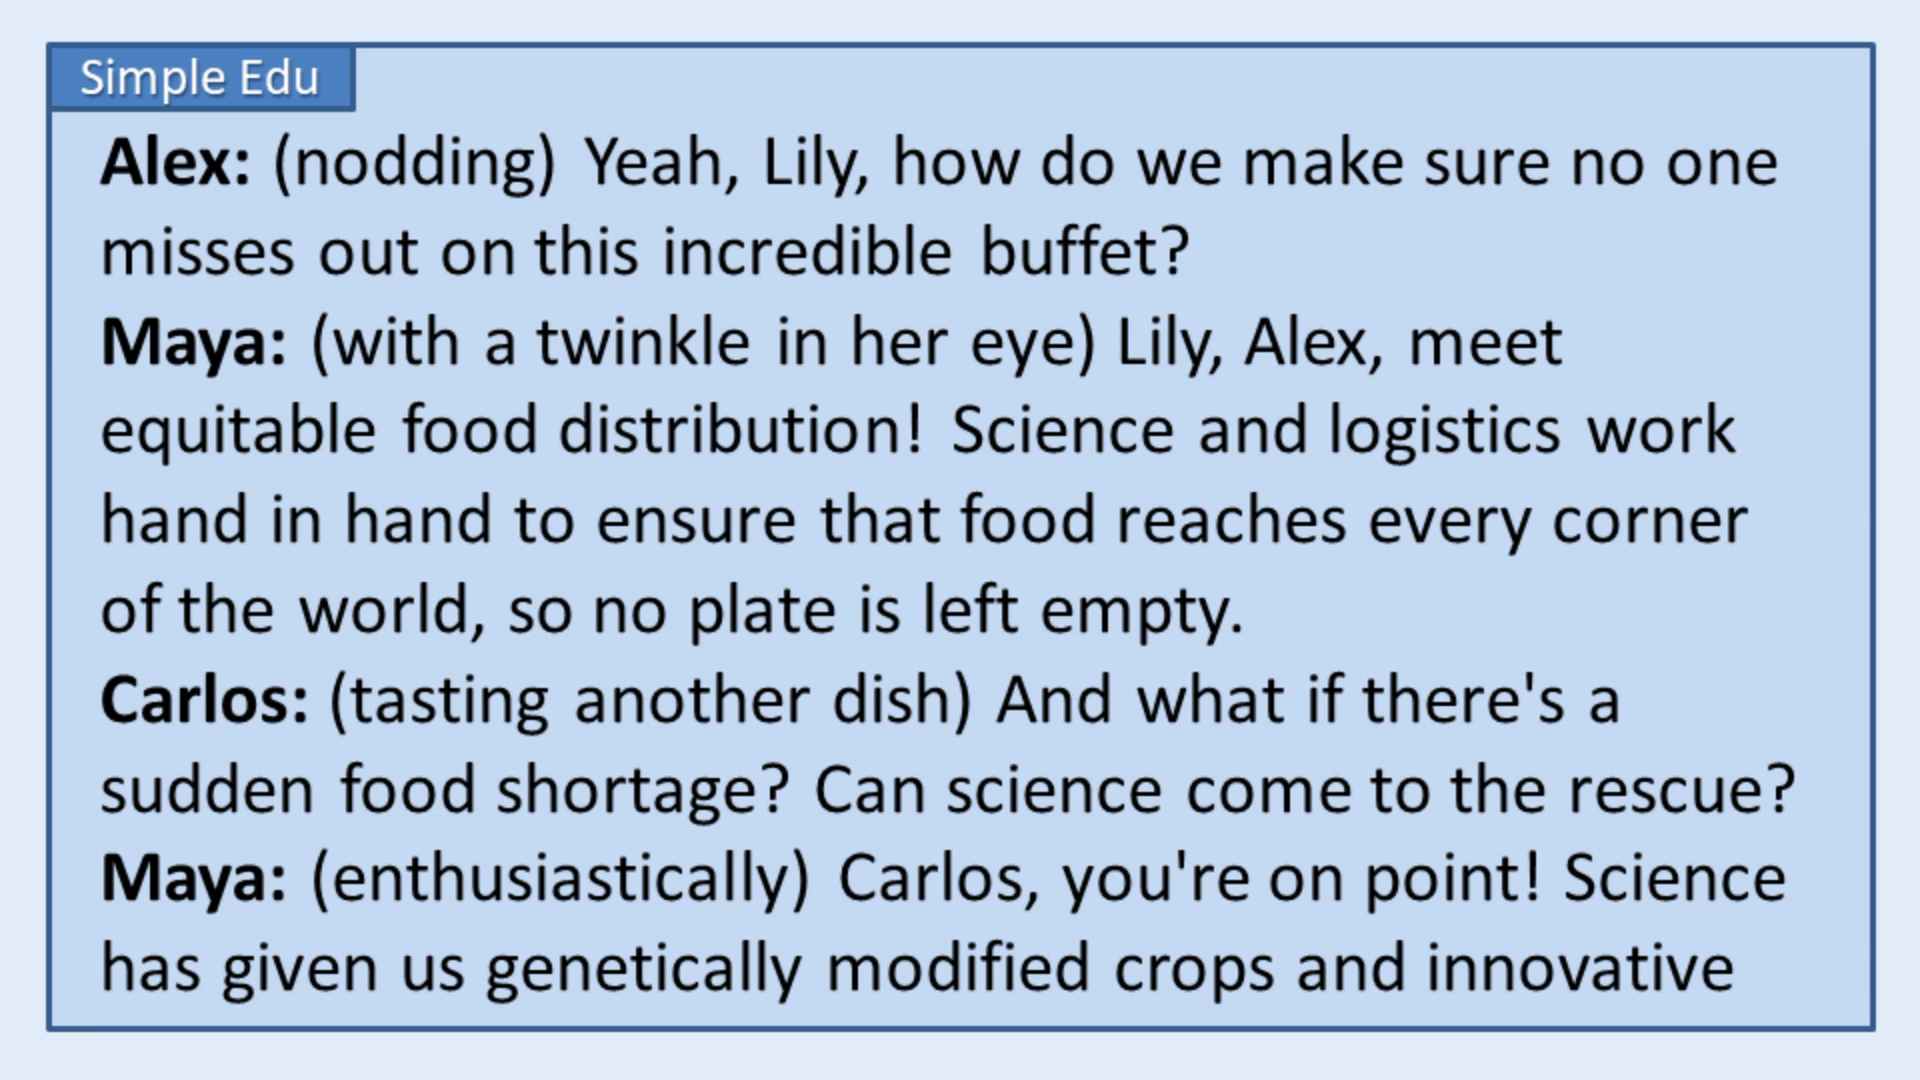 Simple Edu
Alex: (nodding) Yeah, Lily, how do we make sure no one
misses out on this incredible buffet?
Maya: (with a twinkle in her eye) Lily, Alex, meet
equitable food distribution! Science and logistics work
hand in hand to ensure that food reaches every corner
of the world, so no plate is left empty.
Carlos: (tasting another dish) And what if there's a
sudden food shortage? Can science come to the rescue?
Maya: (enthusiastically) Carlos, you're on point! Science
has given us genetically modified crops and innovative